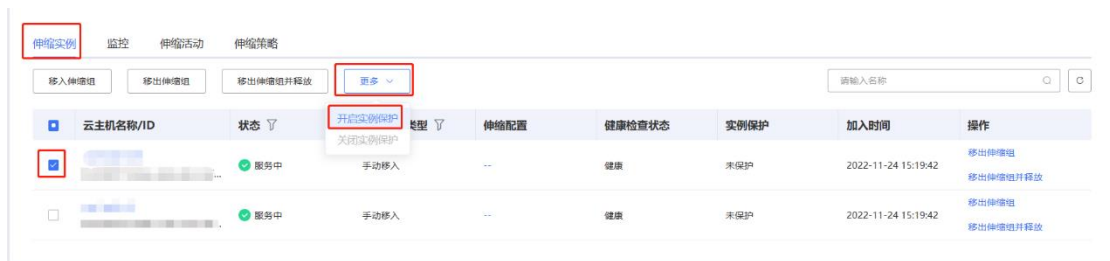 伸缩实例 监控 伸缩活动 伸缩策略
移入伸缩组 移出伸缩组 移出伸缩组并释放 更多 请输入名称
云主机名称/ID 状态 类型 伸缩配置 健康检查状态 实例保护 加入时间 操作
开启实例保护
关闭实例保护
服务中 手动移入 -- 健康 未保护 2022-11-24 15:19:42 移出伸缩组
移出伸缩组并释放
服务中 手动移入 -- 健康 未保护 2022-11-24 15:19:42 移出伸缩组
移出伸缩组并释放